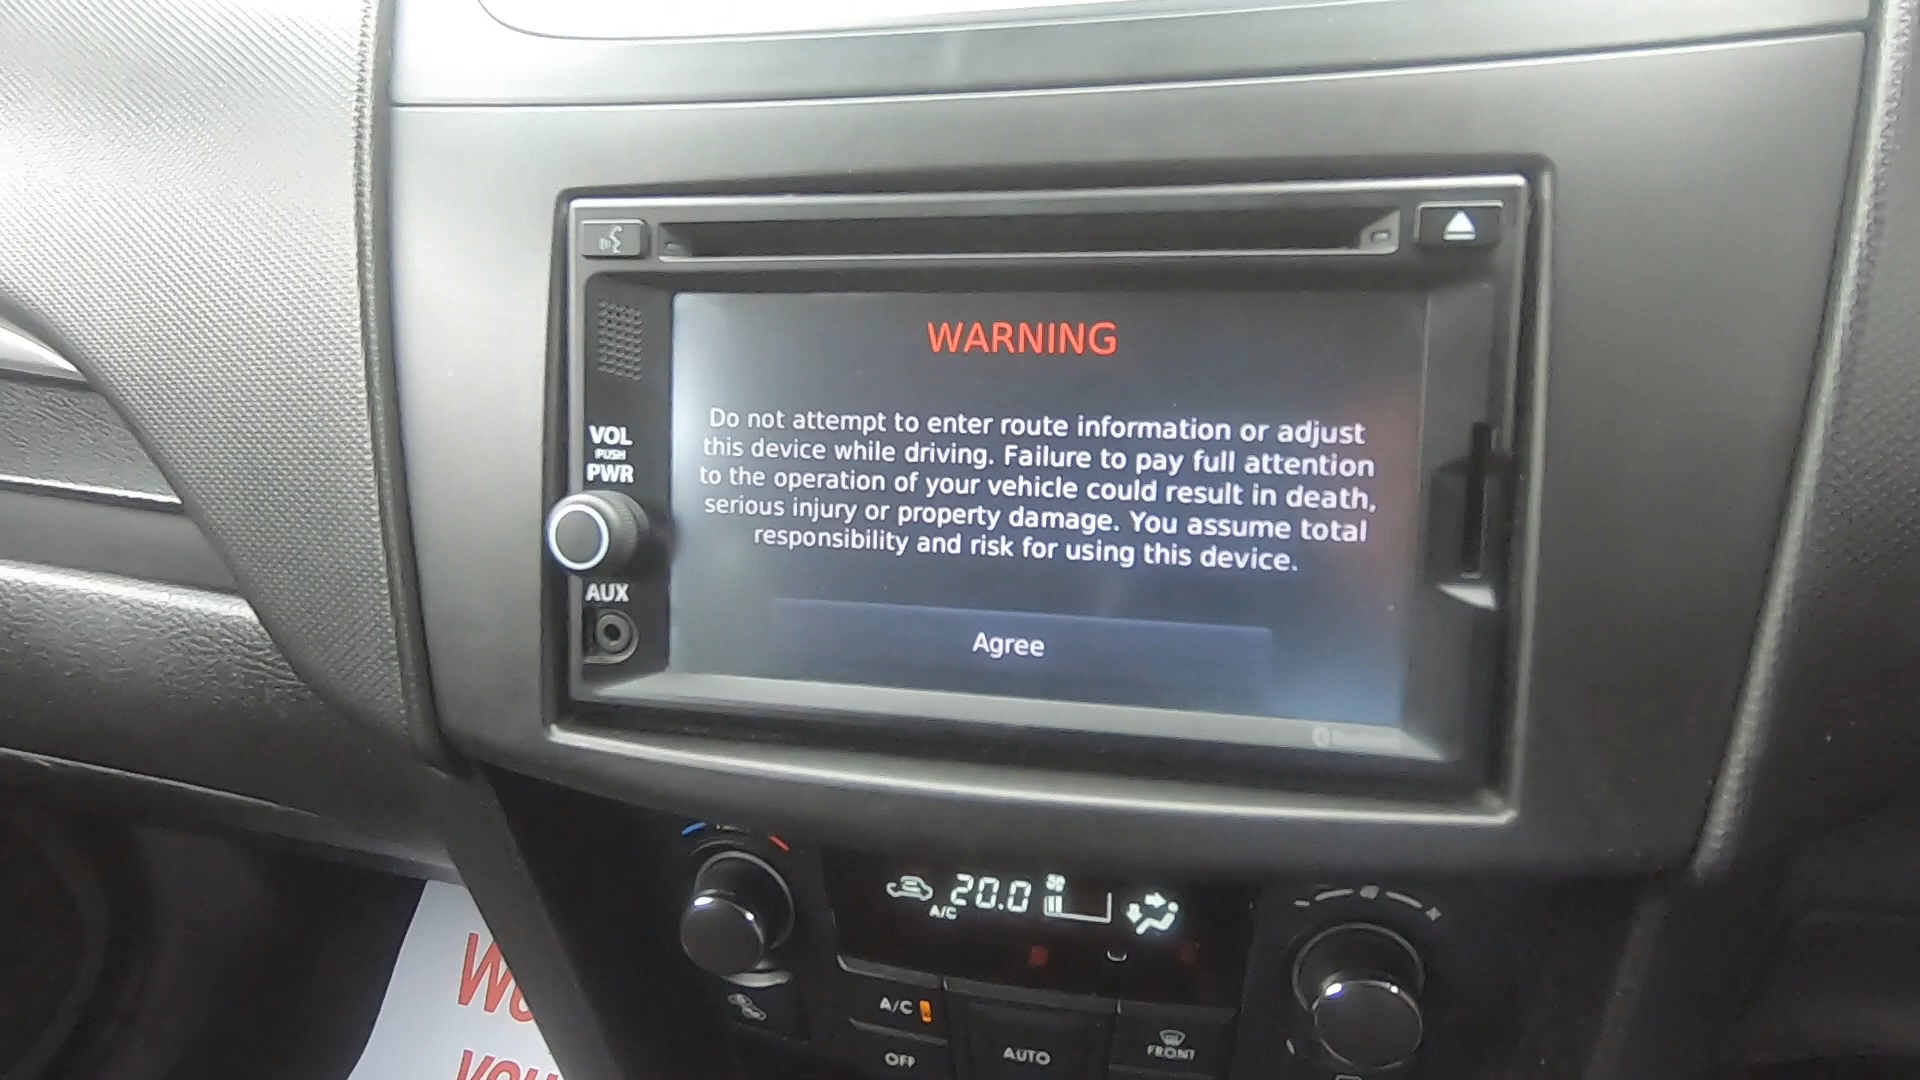 WARNING
Do not attempt to enter route information or adjust
this device while driving. Failure to pay full attention
to the operation of your vehicle could result in death,
serious injury or property damage. You assume total
responsibility and risk for using this device.
Agree
VOL
PUSH
PWR
AUX
20.0
A/C
A/C
OFF
AUTO
FRONT